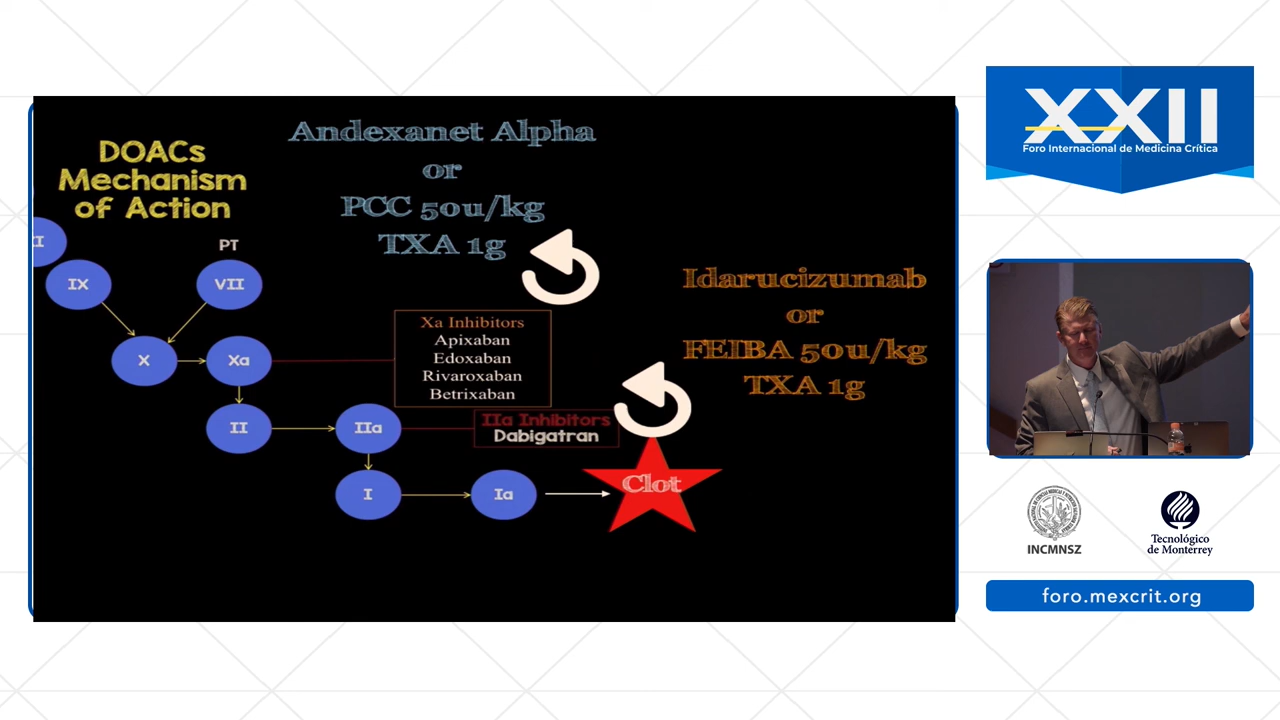 DOACs
Mechanism
of Action
Andexanet Alpha
or
PCC 50u/kg
TXA 1g
I
IX
PT
VII
X
Xa
Xa Inhibitors
Apixaban
Edoxaban
Rivaroxaban
Betrixaban
II
IIa
IIa Inhibitors
Dabigatran
I
Ia
Clot
Idarucizumab
or
FEIBA 50u/kg
TXA 1g
XXII
Foro Internacional de Medicina Crítica
INCMNSZ
Tecnológico
de Monterrey
foro.mexcrit.org